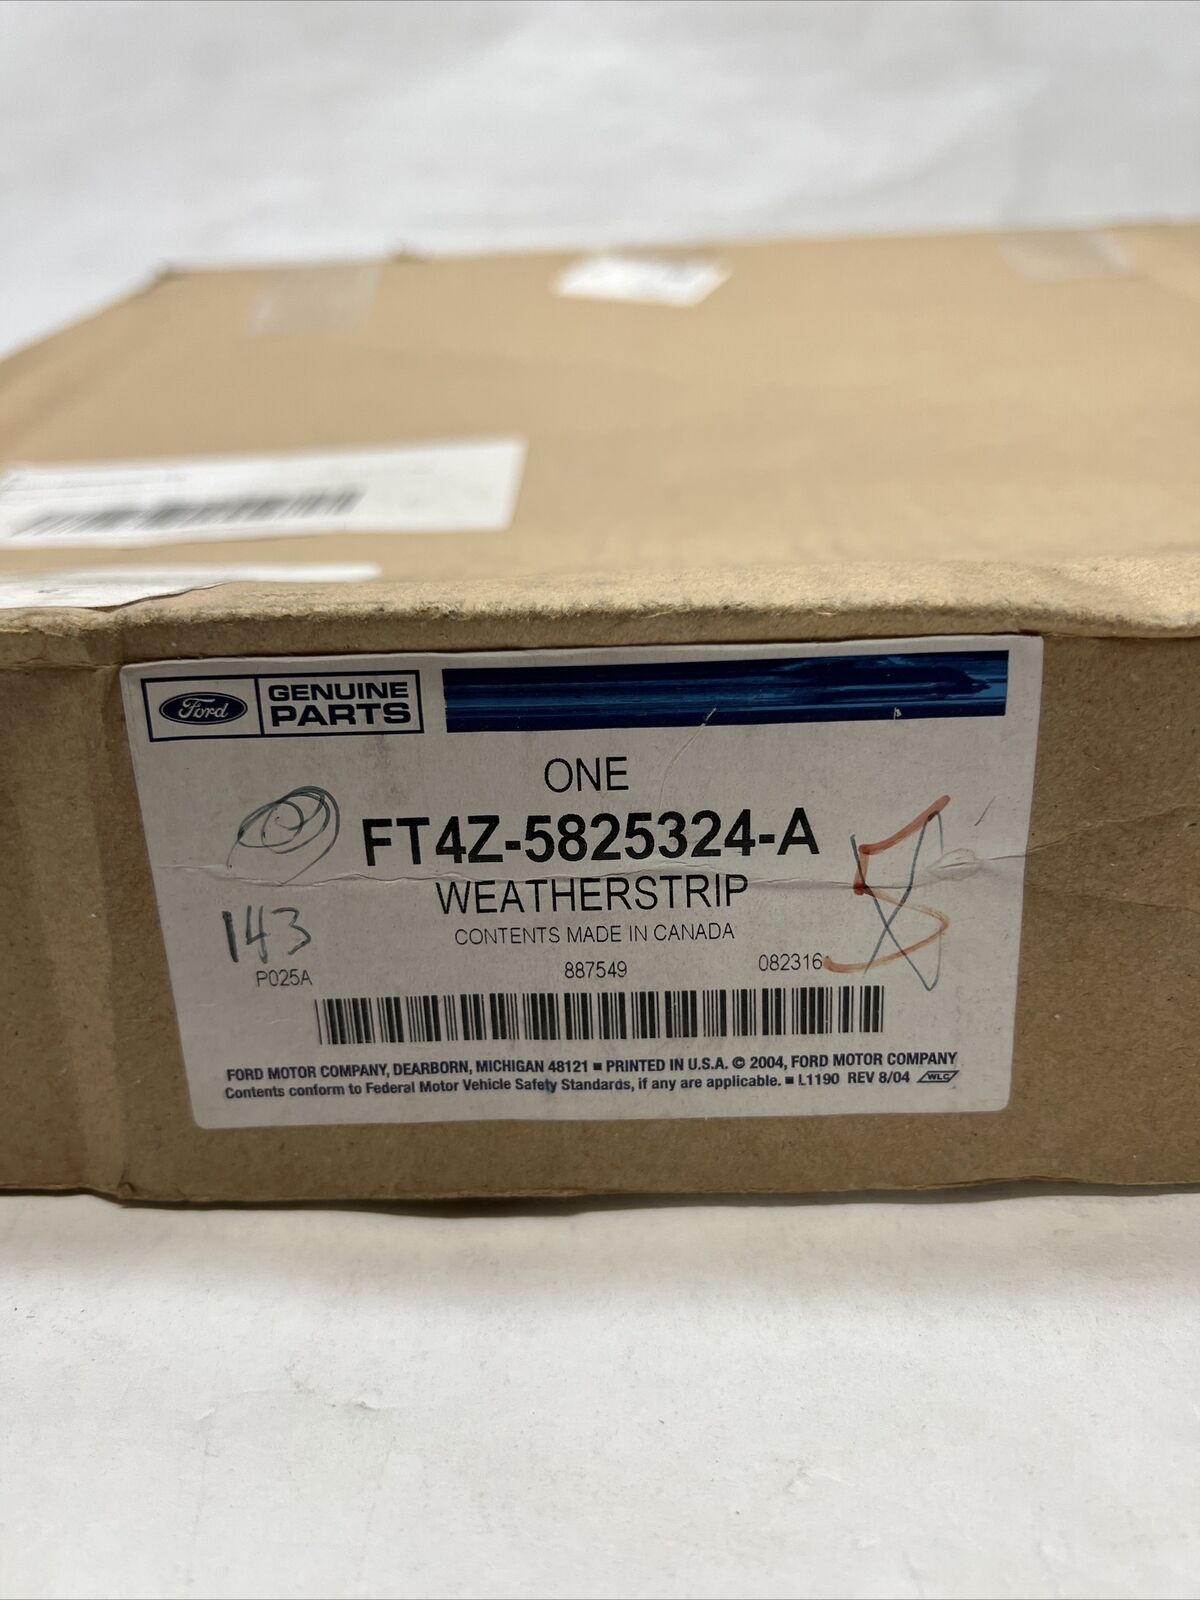 Ford GENUINE PARTS
ONE
FT4Z-5825324-A
WEATHERSTRIP
CONTENTS MADE IN CANADA
143
P025A 887549 082316
FORD MOTOR COMPANY, DEARBORN, MICHIGAN 48121 ■ PRINTED IN U.S.A. © 2004, FORD MOTOR COMPANY
Contents conform to Federal Motor Vehicle Safety Standards, if any are applicable. ■ L1190 REV 8/04 WLC